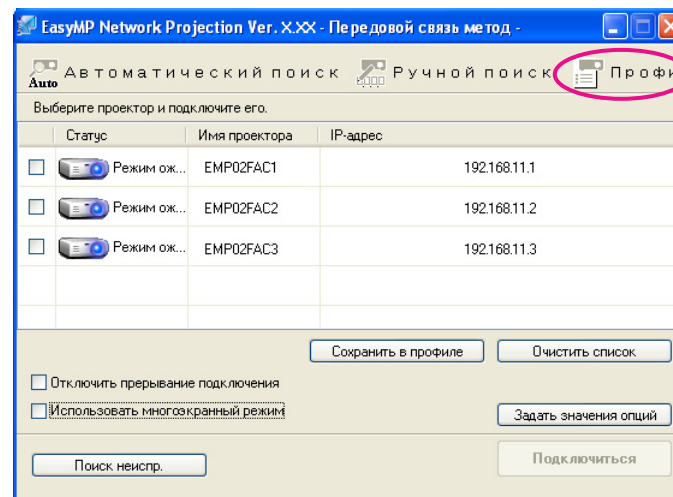 EasyMP Network Projection Ver. X.XX - Передовой связь метод -
Auto Автоматический поиск Ручной поиск Профи
Выберите проектор и подключите его.
Статус Имя проектора IP-адрес
Режим ож... EMP02FAC1 192.168.11.1
Режим ож... EMP02FAC2 192.168.11.2
Режим ож... EMP02FAC3 192.168.11.3
Сохранить в профиле Очистить список
Отключить прерывание подключения
Использовать многоэкранный режим Задать значения опций
Поиск неиспр. Подключиться